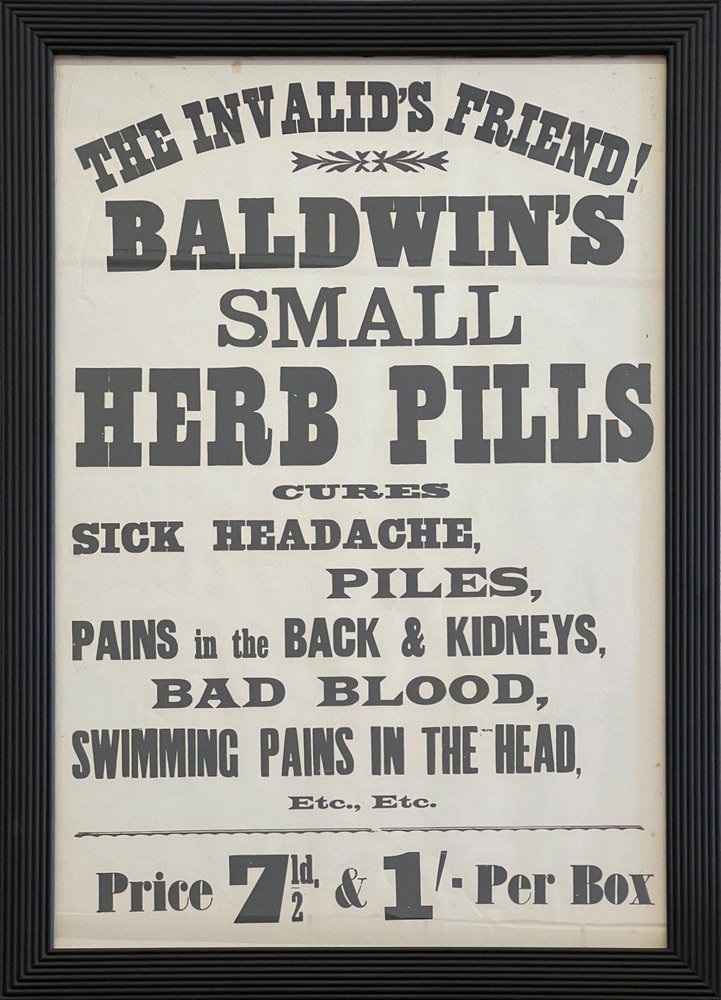 THE INVALID'S FRIEND!
BALDWIN'S
SMALL
HERB PILLS
CURES
SICK HEADACHE,
PILES,
PAINS in the BACK & KIDNEYS,
BAD BLOOD,
SWIMMING PAINS IN THE HEAD,
Etc., Etc.
Price 7½d. & 1/- Per Box